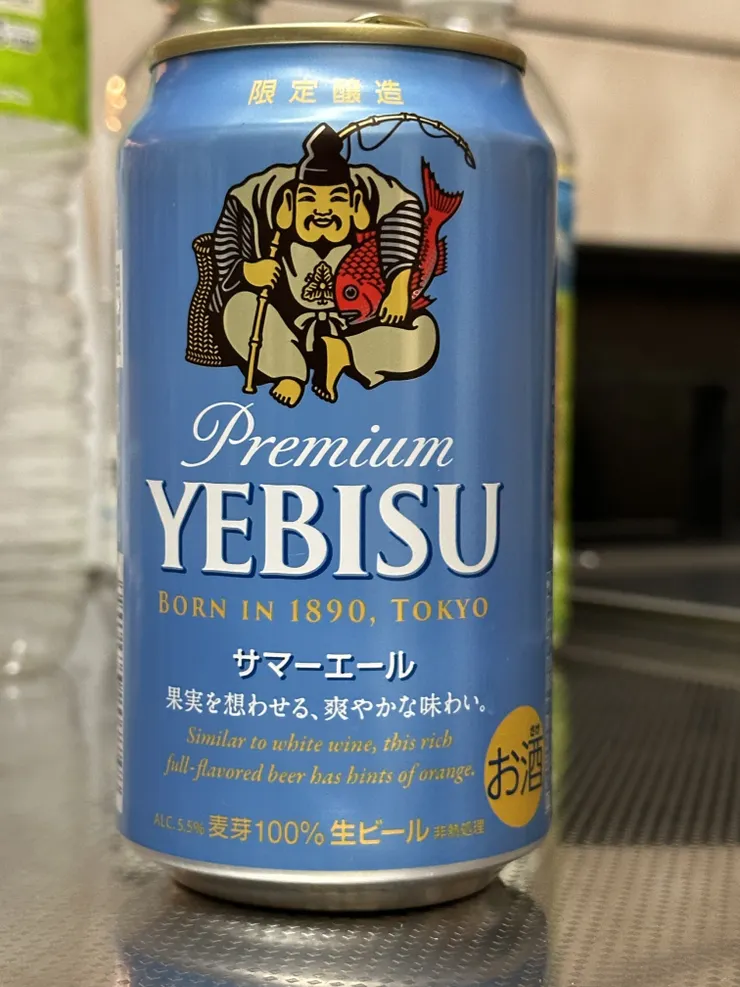 限定醸造
Premium
YEBISU
BORN IN 1890, TOKYO
サマーエール
果実を想わせる、爽やかな味わい。
Similar to white wine, this rich
full-flavored beer has hints of orange.
お酒
ALC. 5.5% 麦芽100% 生ビール 非熱処理